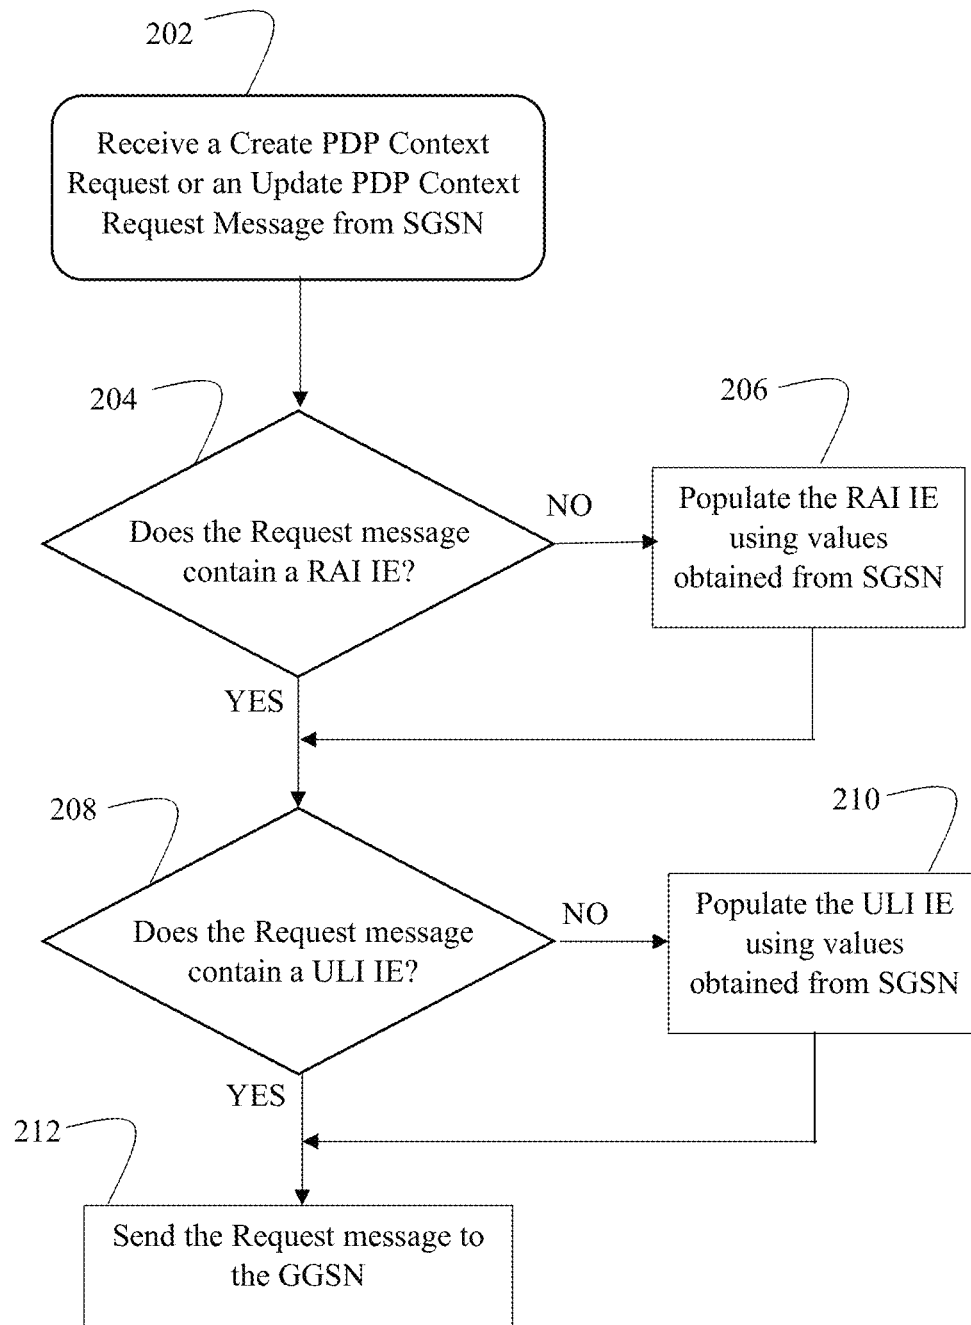 202
Receive a Create PDP Context
Request or an Update PDP Context
Request Message from SGSN
204
Does the Request message
contain a RAI IE?
NO
206
Populate the RAI IE
using values
obtained from SGSN
YES
208
Does the Request message
contain a ULI IE?
NO
210
Populate the ULI IE
using values
obtained from SGSN
YES
212
Send the Request message to
the GGSN